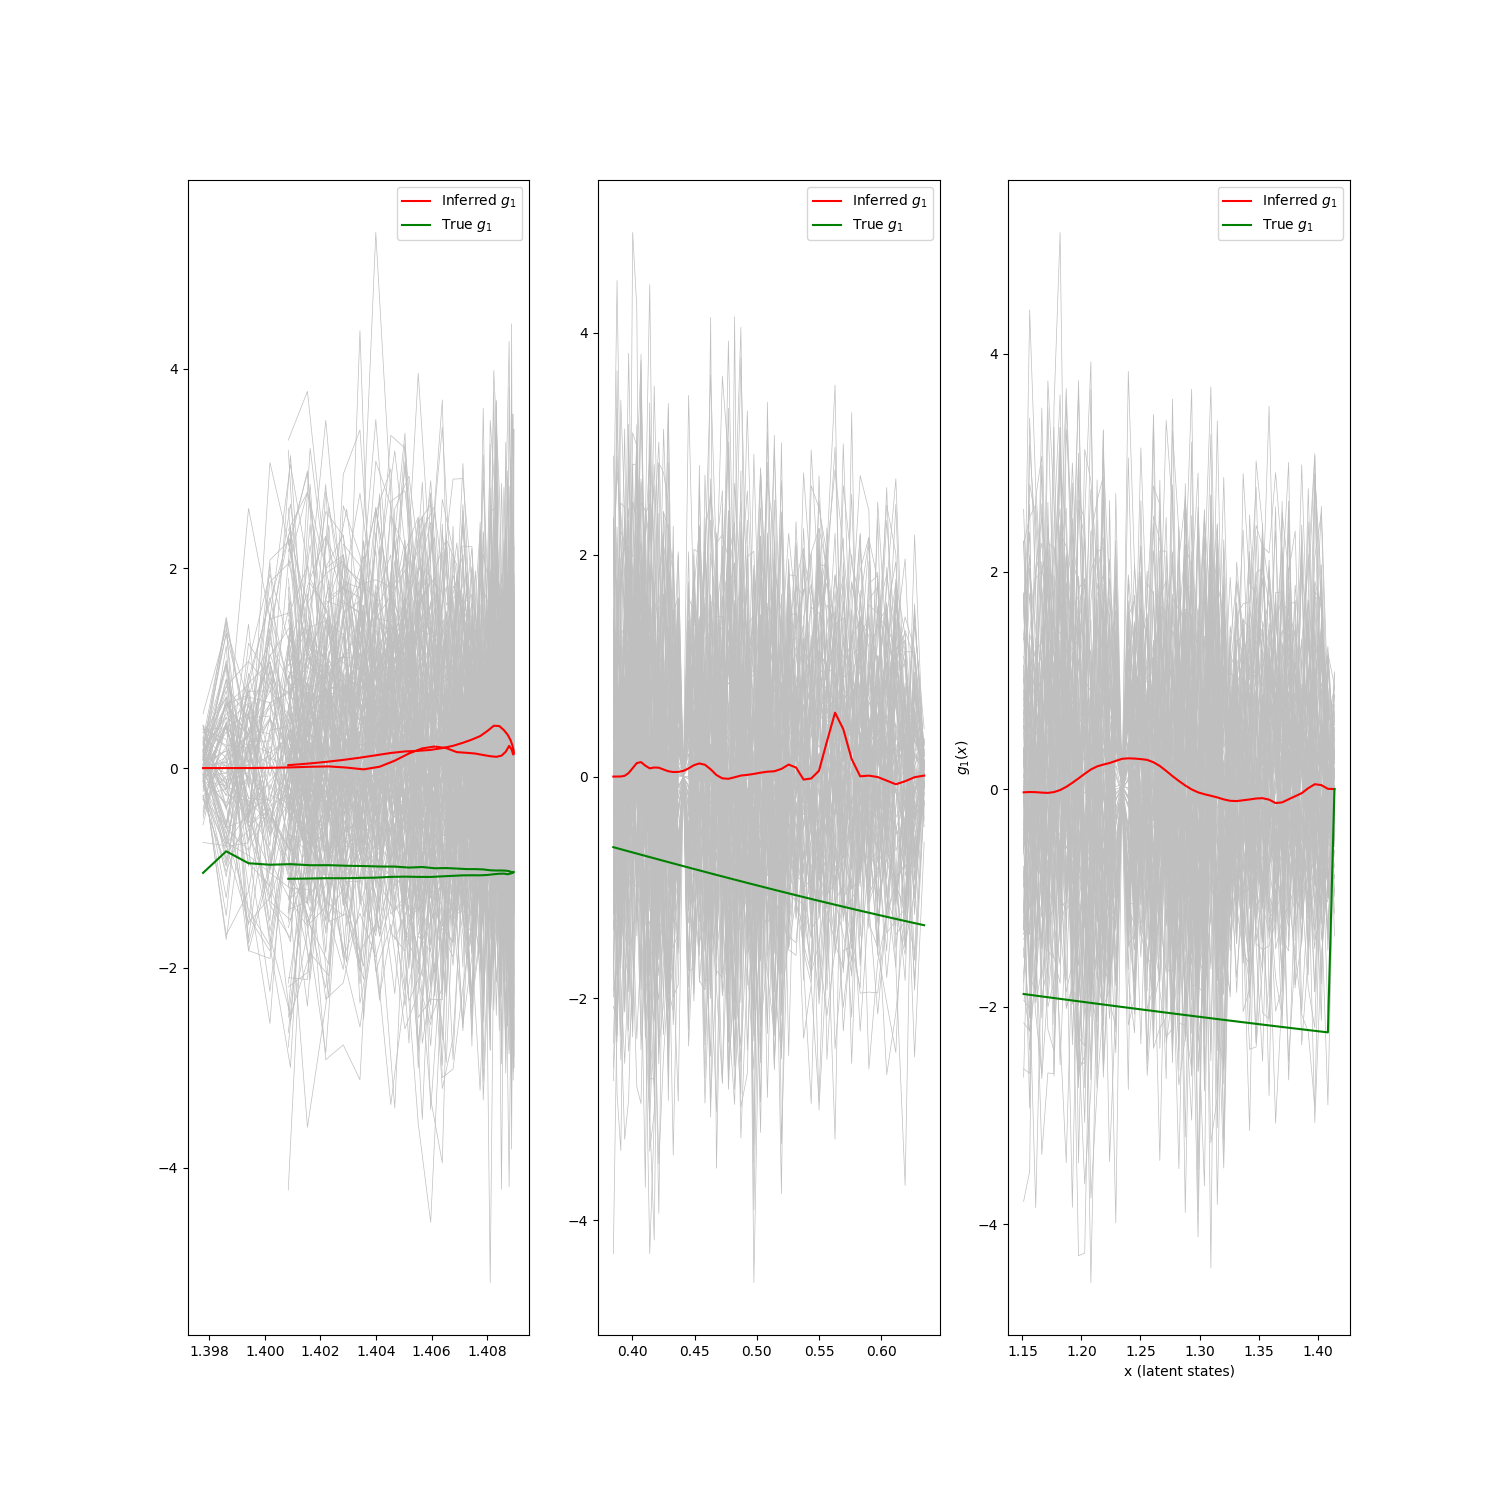 Inferred g₁
True g₁
4
2
0
−2
−4
1.398 1.400 1.402 1.404 1.406 1.408
Inferred g₁
True g₁
4
2
0
−2
−4
0.40 0.45 0.50 0.55 0.60
Inferred g₁
True g₁
g₁(x)
4
2
0
−2
−4
1.15 1.20 1.25 1.30 1.35 1.40
x (latent states)